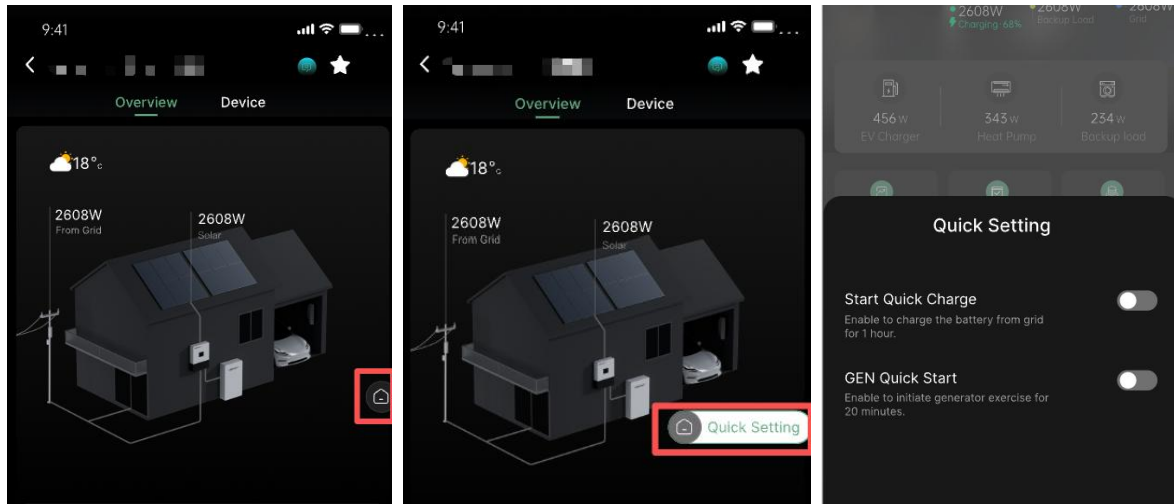 9:41
Overview
Device
18°c
2608W
From Grid
2608W
Solar
9:41
Overview
Device
18°c
2608W
From Grid
2608W
Solar
Quick Setting
2608W
Charging·68%
2608W
Backup Load
2608W
Grid
456 W
EV Charger
343 W
Heat Pump
234 W
Backup load
Quick Setting
Start Quick Charge
Enable to charge the battery from grid
for 1 hour.
GEN Quick Start
Enable to initiate generator exercise for
20 minutes.